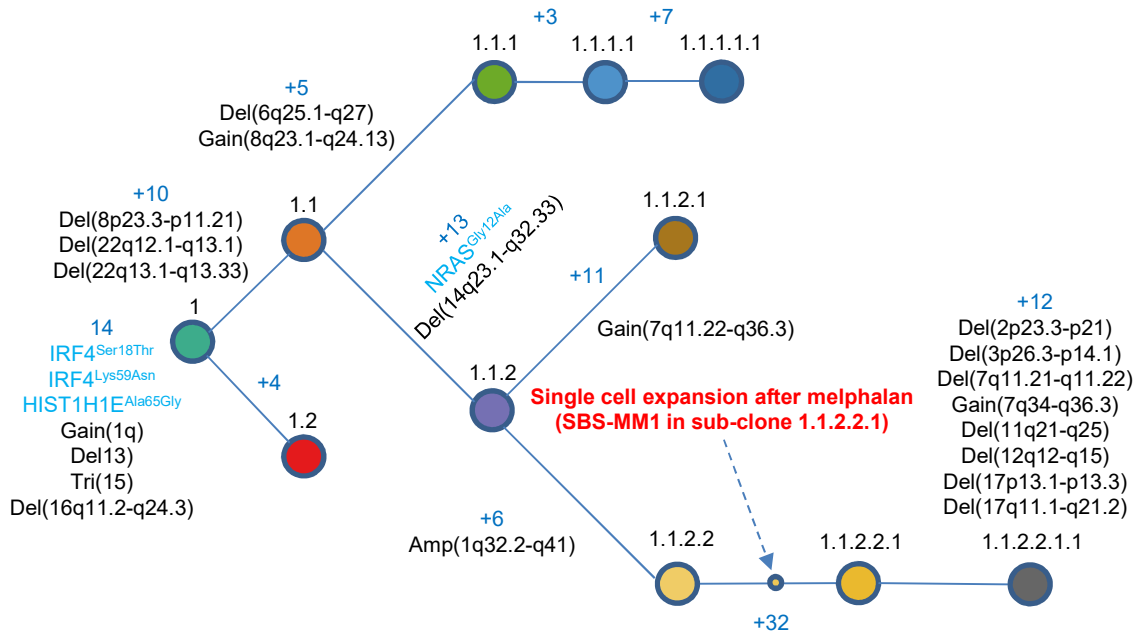 +3
+7
1.1.1
1.1.1.1
1.1.1.1.1
+5
Del(6q25.1-q27)
Gain(8q23.1-q24.13)
+10
Del(8p23.3-p11.21)
Del(22q12.1-q13.1)
Del(22q13.1-q13.33)
1.1
+13
NRASGly12Ala
Del(14q23.1-q32.33)
1.1.2.1
+11
Gain(7q11.22-q36.3)
1
14
IRF4Ser18Thr
IRF4Lys59Asn
HIST1H1EAla65Gly
Gain(1q)
Del13)
Tri(15)
Del(16q11.2-q24.3)
+4
1.2
1.1.2
Single cell expansion after melphalan
(SBS-MM1 in sub-clone 1.1.2.2.1)
+12
Del(2p23.3-p21)
Del(3p26.3-p14.1)
Del(7q11.21-q11.22)
Gain(7q34-q36.3)
Del(11q21-q25)
Del(12q12-q15)
Del(17p13.1-p13.3)
Del(17q11.1-q21.2)
+6
Amp(1q32.2-q41)
1.1.2.2
1.1.2.2.1
1.1.2.2.1.1
+32